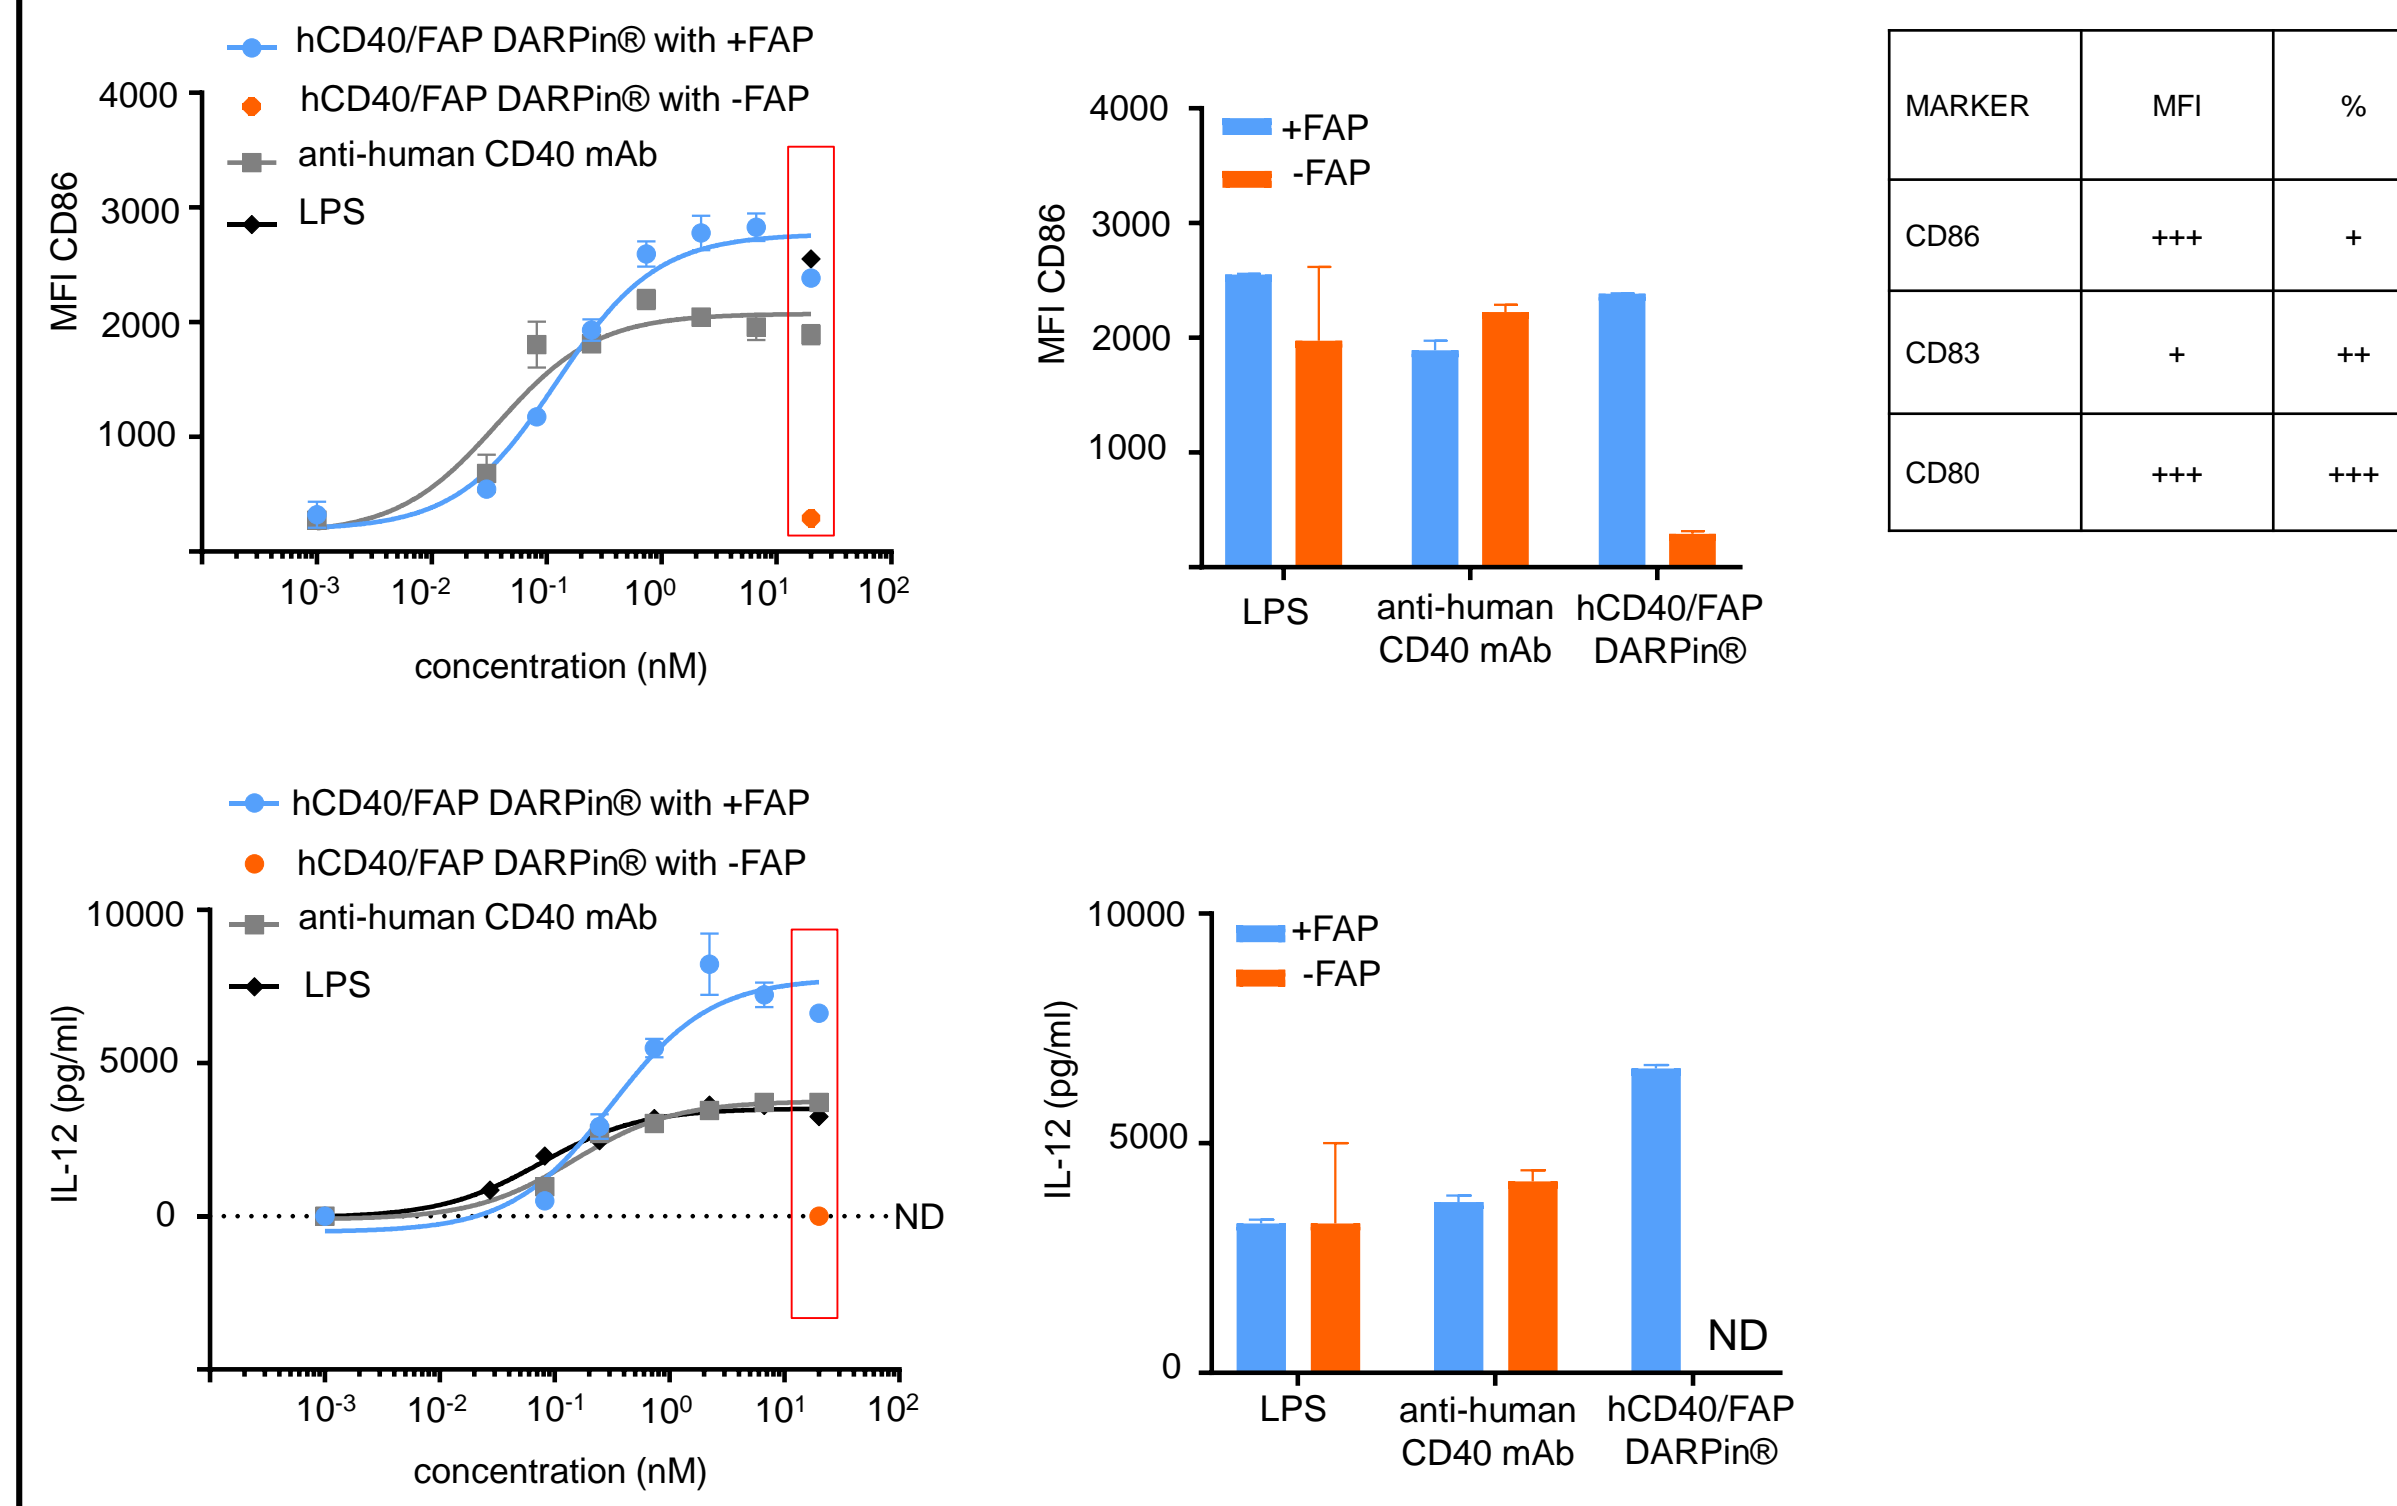 hCD40/FAP DARPin® with +FAP
hCD40/FAP DARPin® with -FAP
anti-human CD40 mAb
LPS
MFI CD86
4000
3000
2000
1000
10-3
10-2
10-1
100
101
102
concentration (nM)
4000
3000
2000
1000
MFI CD86
+FAP
-FAP
LPS
anti-human
CD40 mAb
hCD40/FAP
DARPin®
MARKER MFI %
CD86 +++ +
CD83 + ++
CD80 +++ +++
hCD40/FAP DARPin® with +FAP
hCD40/FAP DARPin® with -FAP
anti-human CD40 mAb
LPS
IL-12 (pg/ml)
10000
5000
0
ND
10-3
10-2
10-1
100
101
102
concentration (nM)
IL-12 (pg/ml)
10000
5000
0
+FAP
-FAP
ND
LPS
anti-human
CD40 mAb
hCD40/FAP
DARPin®